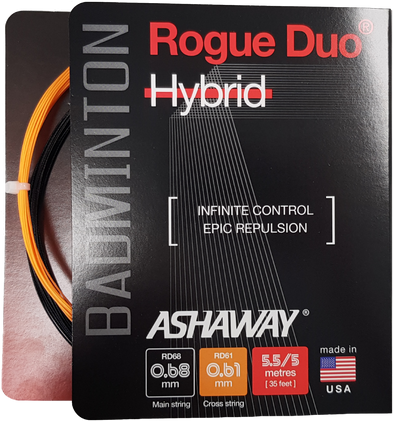 BADMINTON
Rogue Duo®
Hybrid
INFINITE CONTROL
EPIC REPULSION
ASHAWAY®
RD68
0.68
mm
Main string
RD61
0.61
mm
Cross string
5.5/5
metres
[ 35 feet ]
made in
USA